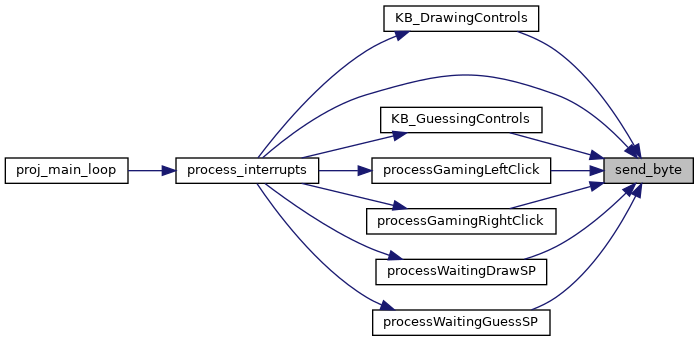 KB_DrawingControls
KB_GuessingControls
proj_main_loop
process_interrupts
processGamingLeftClick
send_byte
processGamingRightClick
processWaitingDrawSP
processWaitingGuessSP